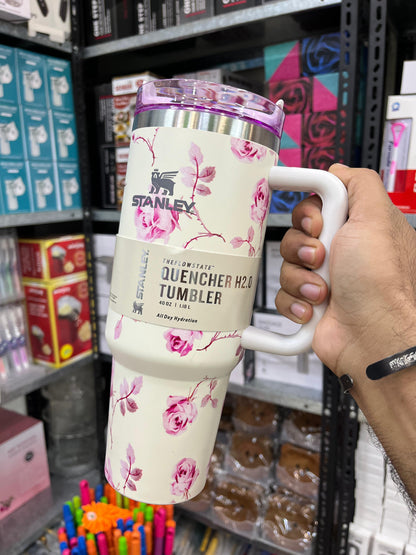 STANLEY
STANLEY
THE FLOWSTATE™
QUENCHER H2.0
TUMBLER
40 OZ | 1.18 L
All Day Hydration